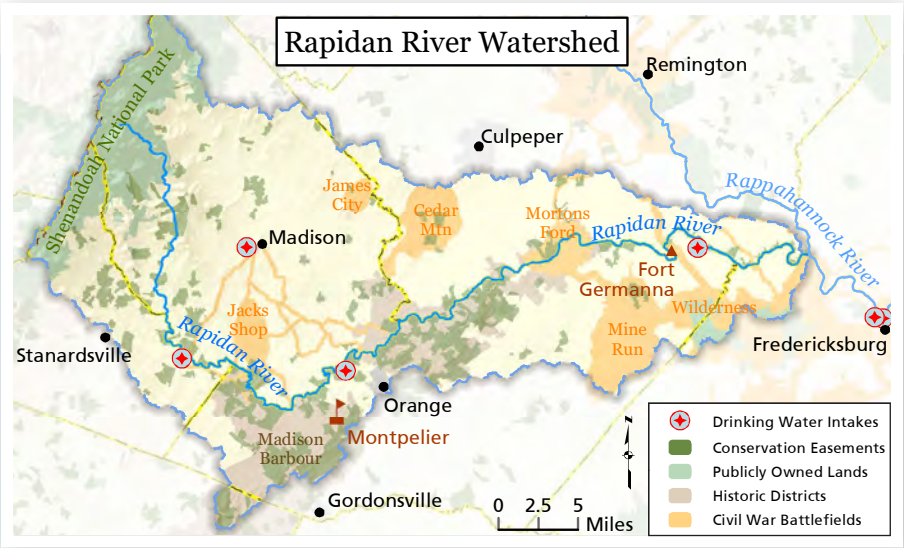 Rapidan River Watershed
Remington
Culpeper
Shenandoah National Park
Rappahannock River
James
City
Cedar
Mtn
Mortons
Ford
Rapidan River
Madison
Fort
Germanna
Jacks
Shop
Wilderness
Mine
Run
Rapidan River
Stanardsville
Fredericksburg
Orange
Madison
Barbour
Montpelier
Gordonsville
0 2.5 5
Miles
Drinking Water Intakes
Conservation Easements
Publicly Owned Lands
Historic Districts
Civil War Battlefields